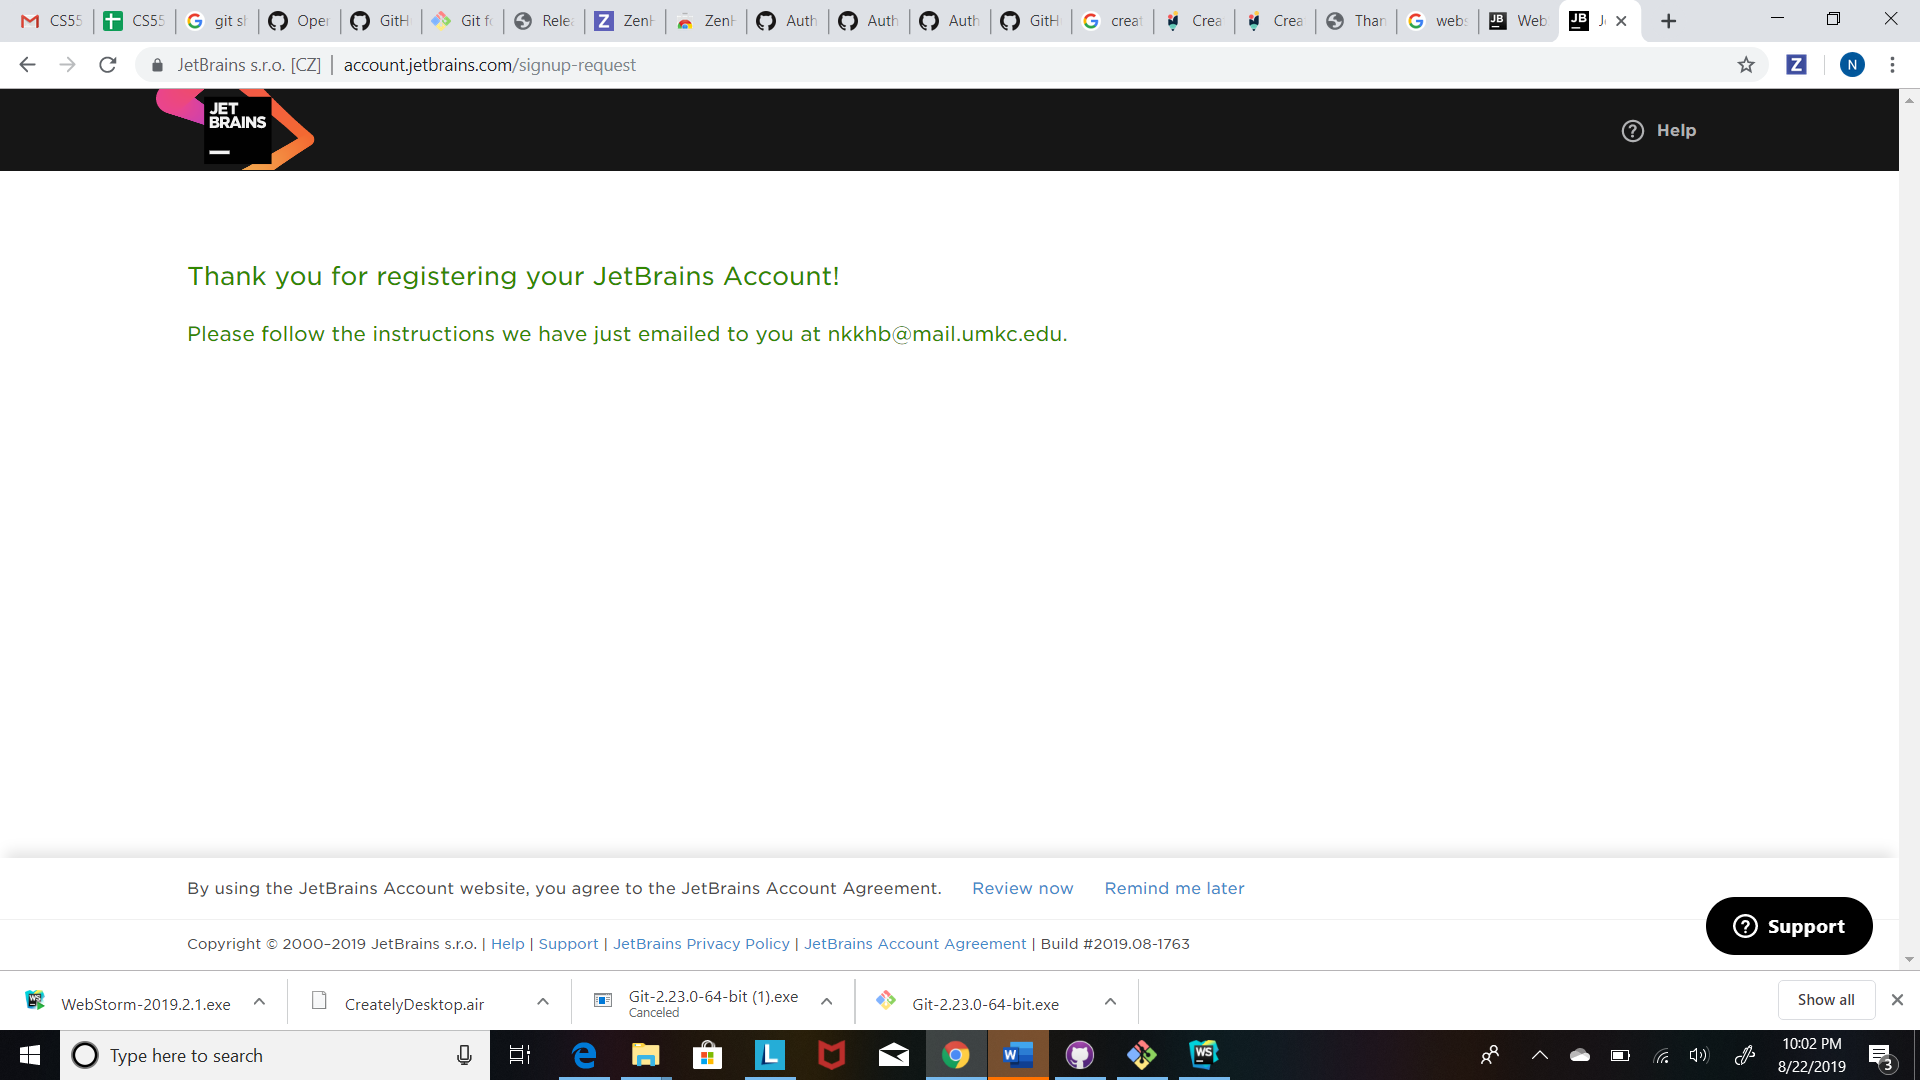 CS55
CS55
git sh
Open
GitH
Git fo
Relea
ZenH
ZenH
Auth
Auth
Auth
GitH
creat
Crea
Crea
Than
webs
Web
JetBrains s.r.o. [CZ] | account.jetbrains.com/signup-request
Z
N
JET
BRAINS
Help
Thank you for registering your JetBrains Account!
Please follow the instructions we have just emailed to you at nkkhb@mail.umkc.edu.
By using the JetBrains Account website, you agree to the JetBrains Account Agreement. Review now Remind me later
Copyright © 2000–2019 JetBrains s.r.o. | Help | Support | JetBrains Privacy Policy | JetBrains Account Agreement | Build #2019.08-1763
Support
WebStorm-2019.2.1.exe
CreatelyDesktop.air
Git-2.23.0-64-bit (1).exe
Canceled
Git-2.23.0-64-bit.exe
Show all
Type here to search
10:02 PM
8/22/2019
3